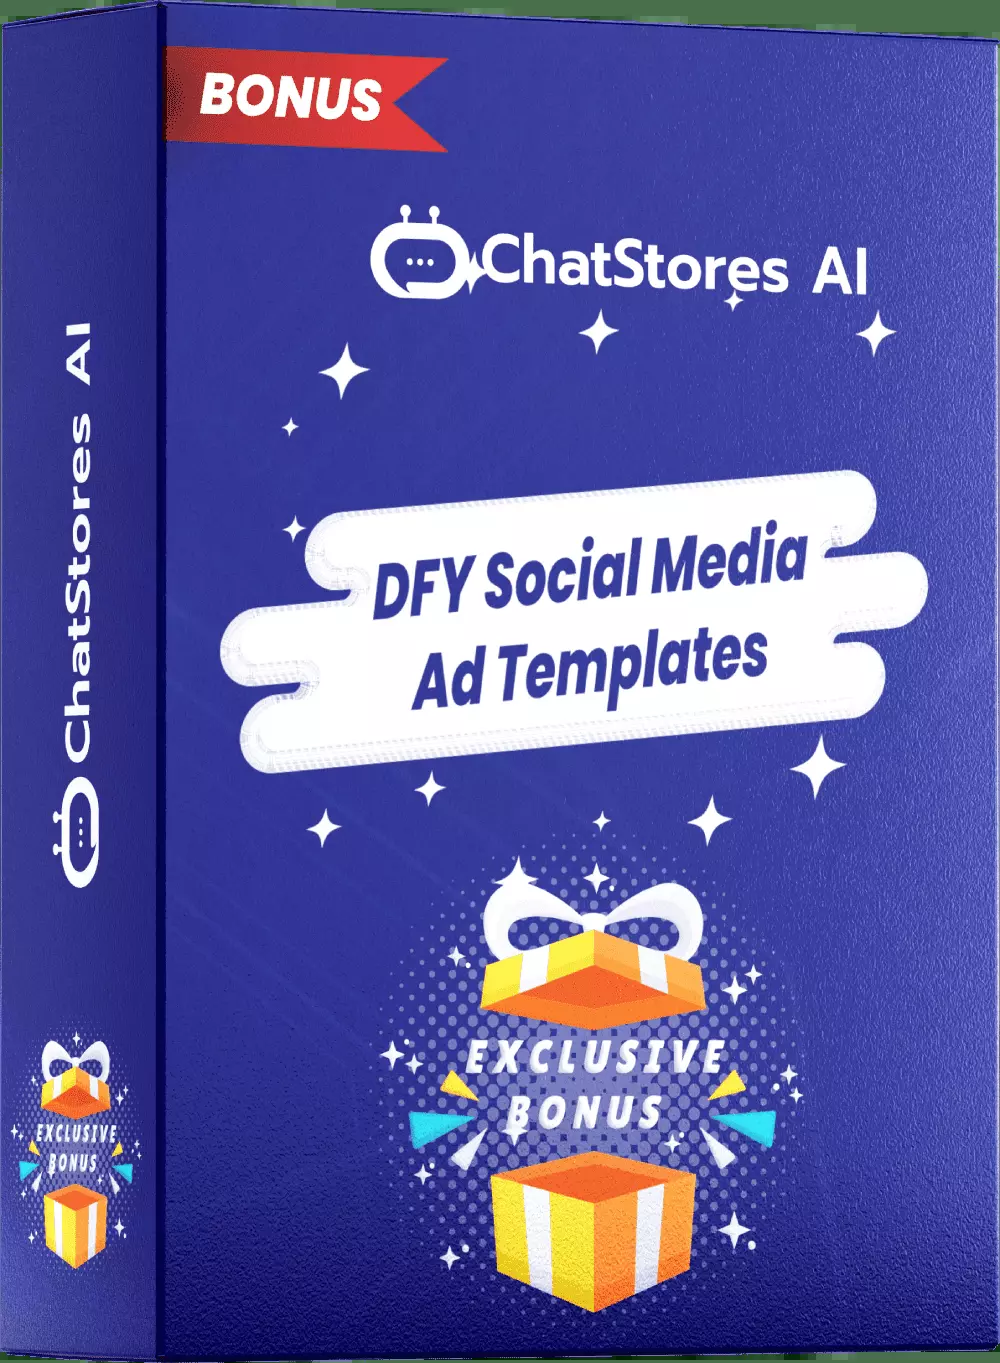 BONUS
ChatStores AI
DFY Social Media
Ad Templates
EXCLUSIVE
BONUS
ChatStores AI
EXCLUSIVE
BONUS